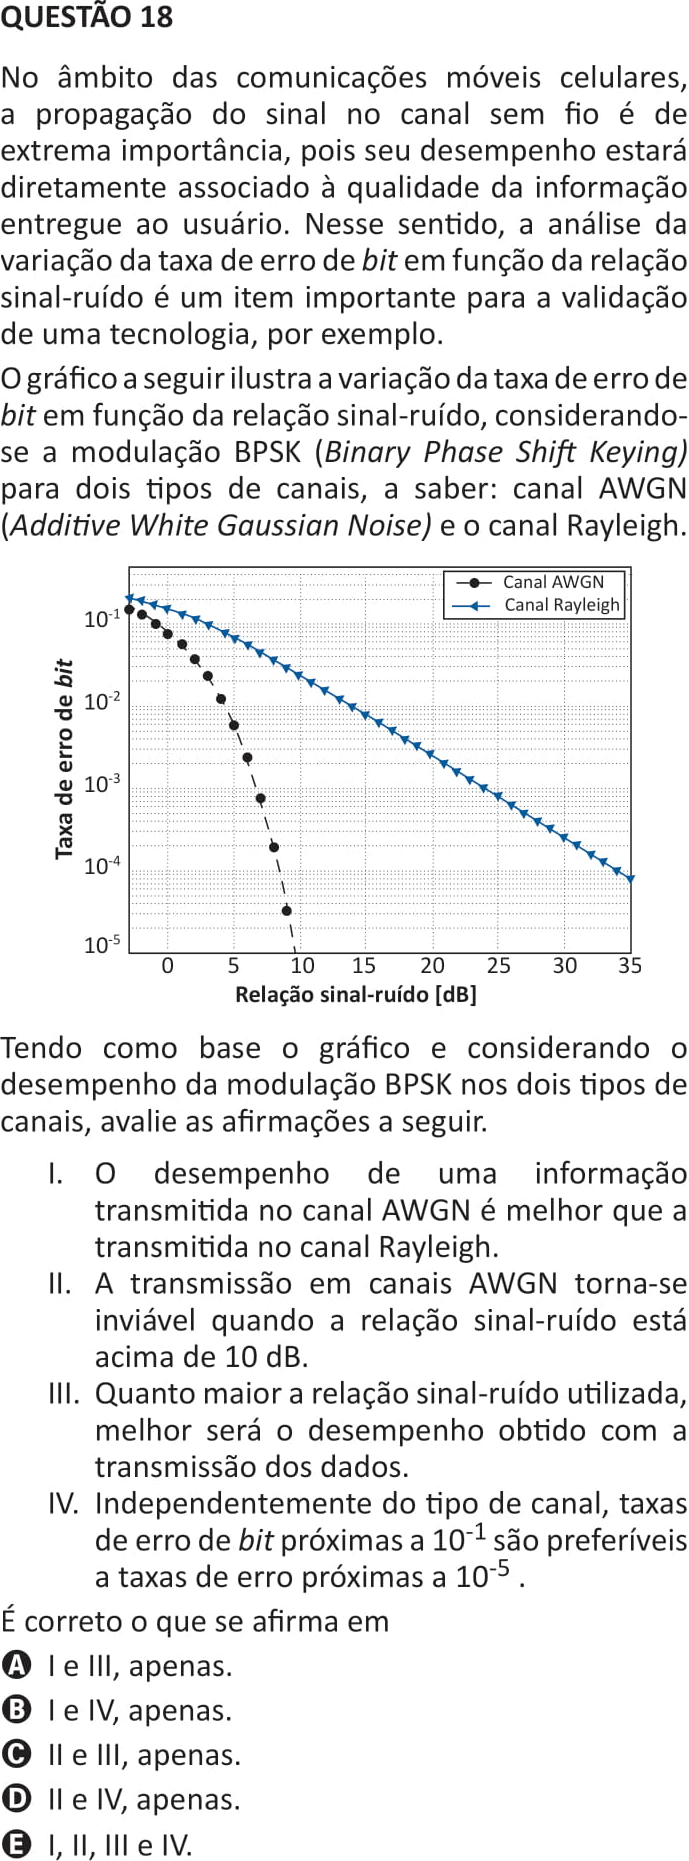 QUESTÃO 18
No âmbito das comunicações móveis celulares,
a propagação do sinal no canal sem fio é de
extrema importância, pois seu desempenho estará
diretamente associado à qualidade da informação
entregue ao usuário. Nesse sentido, a análise da
variação da taxa de erro de bit em função da relação
sinal-ruído é um item importante para a validação
de uma tecnologia, por exemplo.
O gráfico a seguir ilustra a variação da taxa de erro de
bit em função da relação sinal-ruído, considerando-
se a modulação BPSK (Binary Phase Shift Keying)
para dois tipos de canais, a saber: canal AWGN
(Additive White Gaussian Noise) e o canal Rayleigh.
Canal AWGN
Canal Rayleigh
Taxa de erro de bit
10⁻¹
10⁻²
10⁻³
10⁻⁴
10⁻⁵
0 5 10 15 20 25 30 35
Relação sinal-ruído [dB]
Tendo como base o gráfico e considerando o
desempenho da modulação BPSK nos dois tipos de
canais, avalie as afirmações a seguir.
I. O desempenho de uma informação
transmitida no canal AWGN é melhor que a
transmitida no canal Rayleigh.
II. A transmissão em canais AWGN torna-se
inviável quando a relação sinal-ruído está
acima de 10 dB.
III. Quanto maior a relação sinal-ruído utilizada,
melhor será o desempenho obtido com a
transmissão dos dados.
IV. Independentemente do tipo de canal, taxas
de erro de bit próximas a 10⁻¹ são preferíveis
a taxas de erro próximas a 10⁻⁵ .
É correto o que se afirma em
A I e III, apenas.
B I e IV, apenas.
C II e III, apenas.
D II e IV, apenas.
E I, II, III e IV.